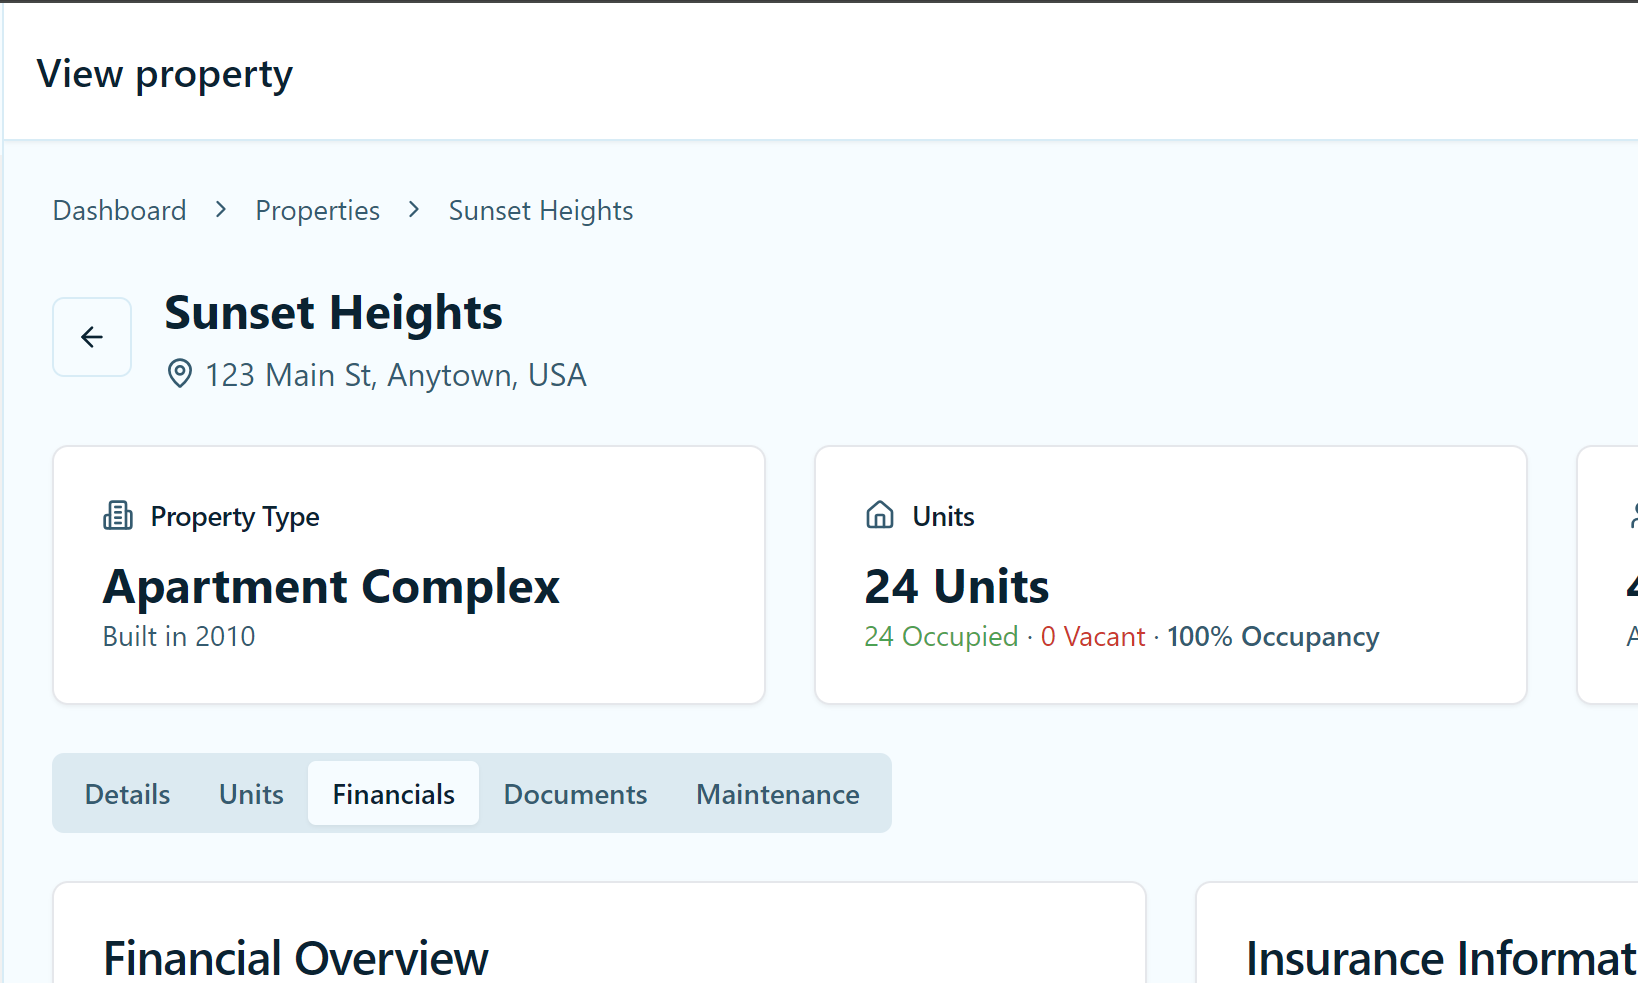 View property
Dashboard > Properties > Sunset Heights
Sunset Heights
123 Main St, Anytown, USA
Property Type
Apartment Complex
Built in 2010
Units
24 Units
24 Occupied · 0 Vacant · 100% Occupancy
Details Units Financials Documents Maintenance
Financial Overview
Insurance Informat